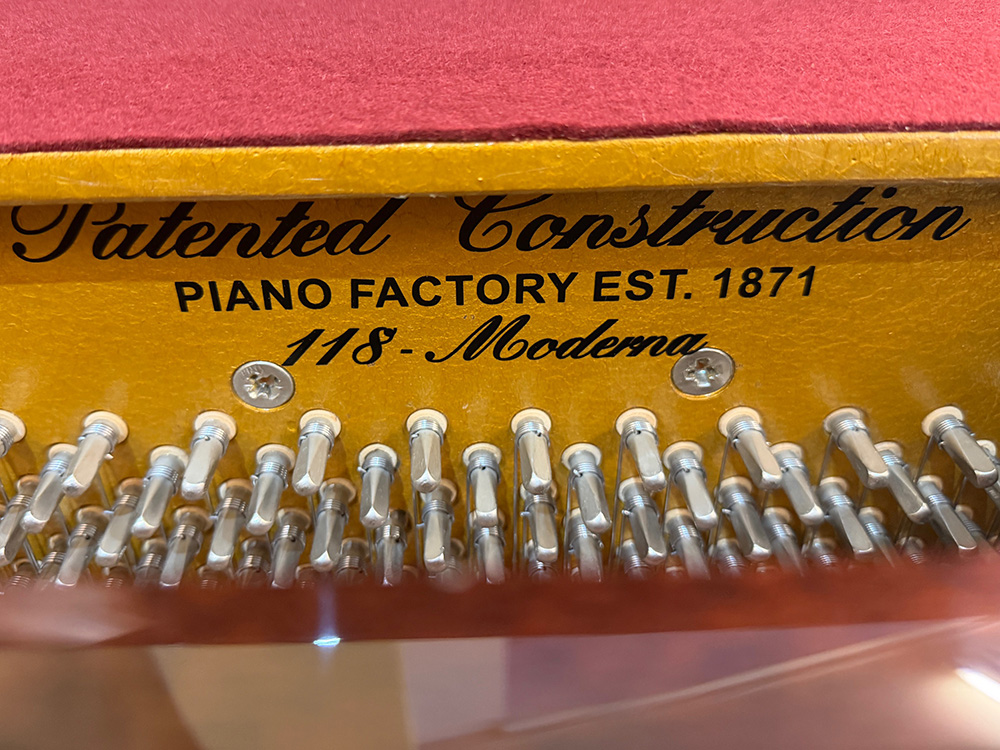 Patented Construction
PIANO FACTORY EST. 1871
118 - Moderna